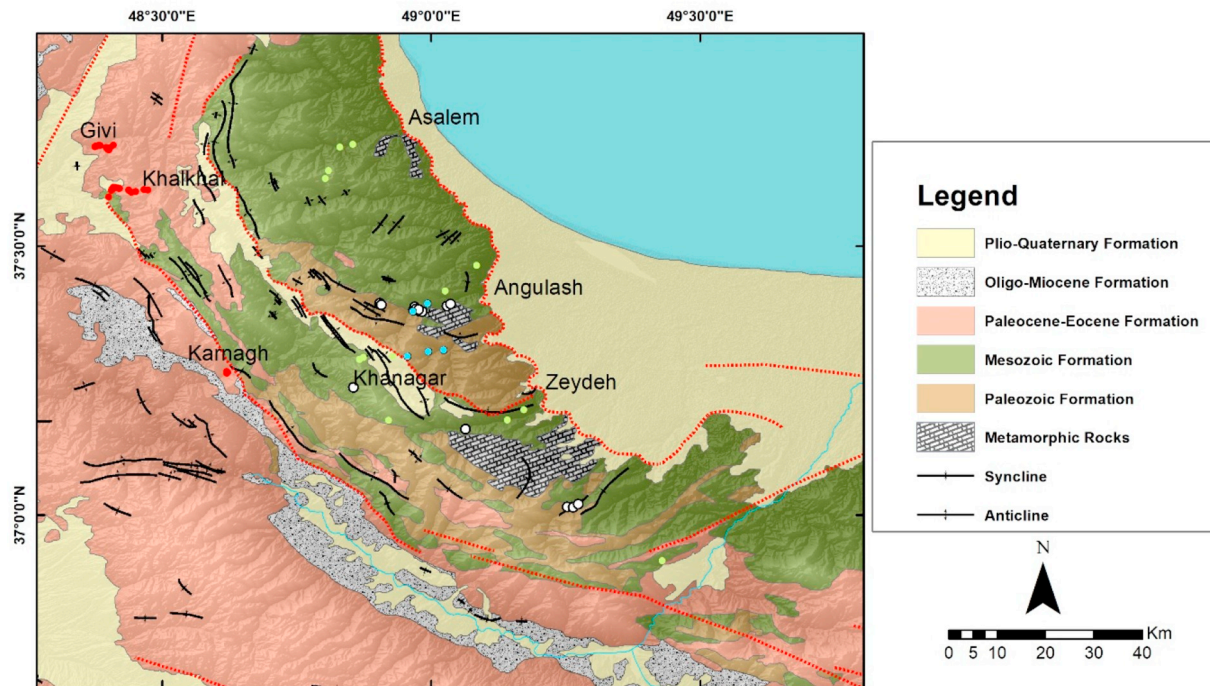 48°30'0"E 49°0'0"E 49°30'0"E
Asalem
Givi
Khalkhal
37°30'0"N
Angulash
Kamagh
Khanagar
Zeydeh
37°0'0"N
Legend
Plio-Quaternary Formation
Oligo-Miocene Formation
Paleocene-Eocene Formation
Mesozoic Formation
Paleozoic Formation
Metamorphic Rocks
Syncline
Anticline
N
Km
0 5 10 20 30 40